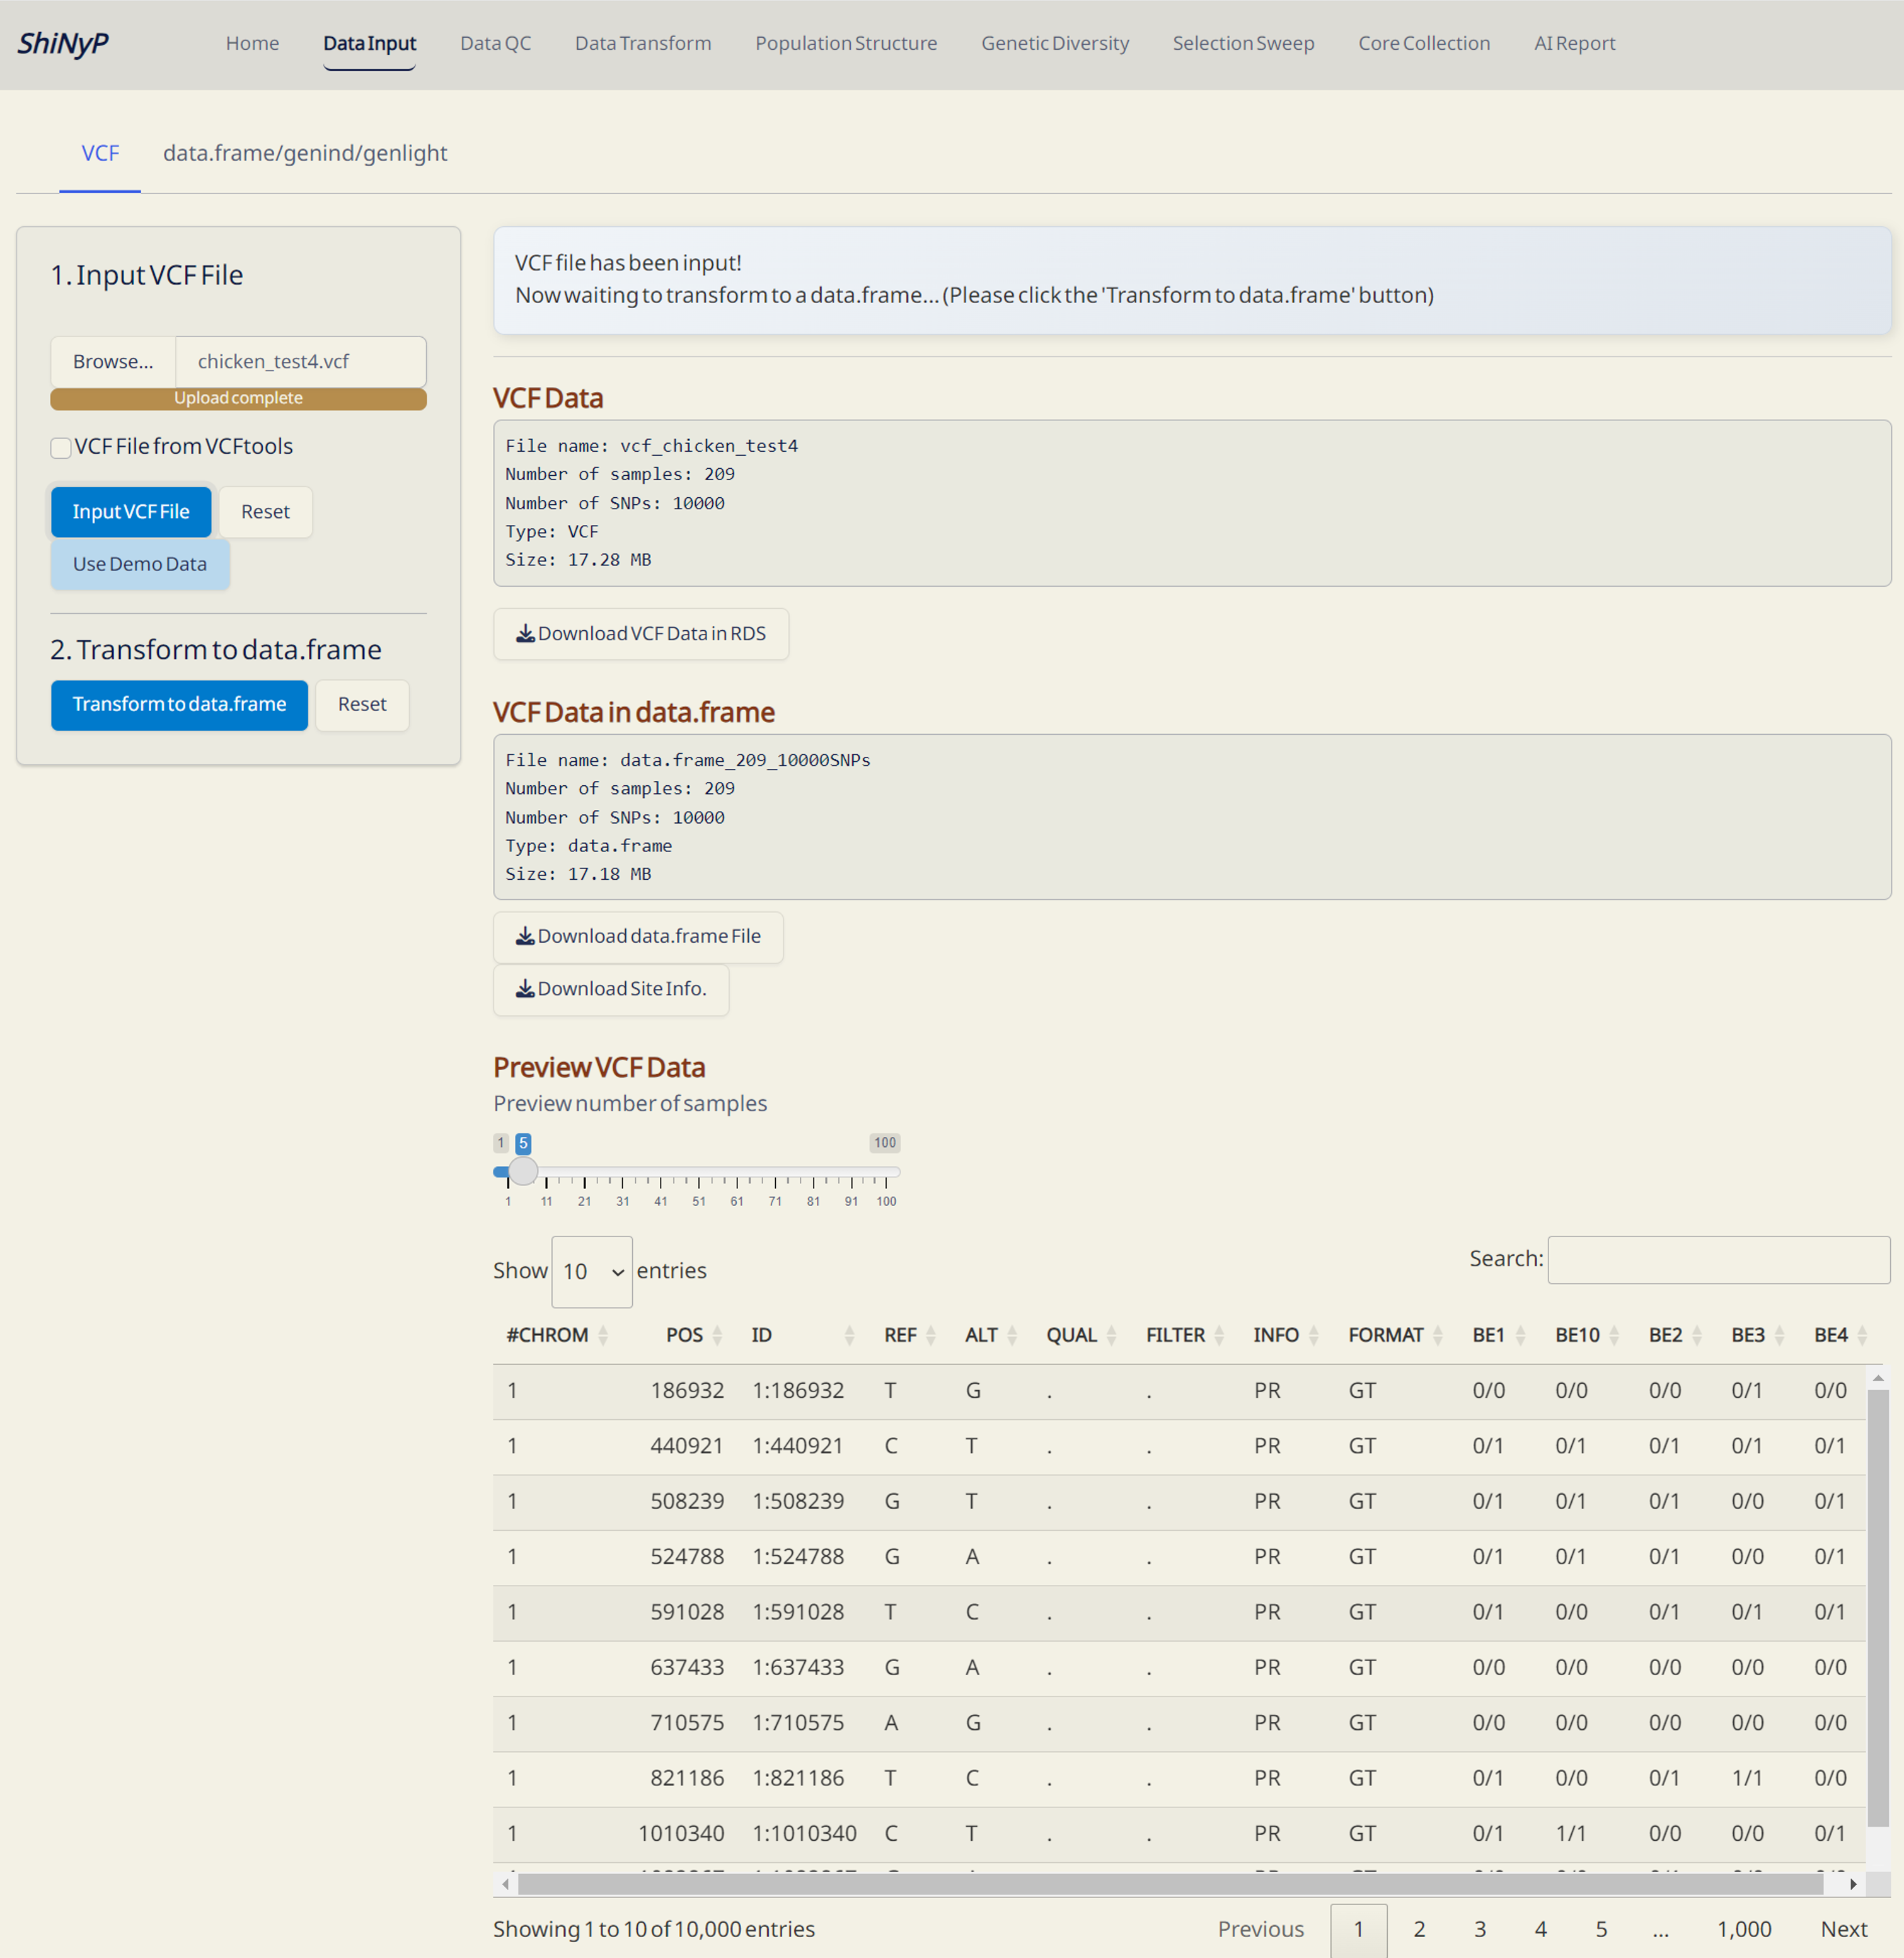 ShiNyP Home Data Input Data QC Data Transform Population Structure Genetic Diversity Selection Sweep Core Collection AI Report
VCF data.frame/genind/genlight
1. Input VCF File
Browse... chicken_test4.vcf
Upload complete
VCF File from VCFtools
Input VCF File Reset
Use Demo Data
2. Transform to data.frame
Transform to data.frame Reset
VCF file has been input!
Now waiting to transform to a data.frame... (Please click the 'Transform to data.frame' button)
VCF Data
File name: vcf_chicken_test4
Number of samples: 209
Number of SNPs: 10000
Type: VCF
Size: 17.28 MB
Download VCF Data in RDS
VCF Data in data.frame
File name: data.frame_209_10000SNPs
Number of samples: 209
Number of SNPs: 10000
Type: data.frame
Size: 17.18 MB
Download data.frame File
Download Site Info.
Preview VCF Data
Preview number of samples
1 5 100
1 11 21 31 41 51 61 71 81 91 100
Show 10 entries Search:
#CHROM POS ID REF ALT QUAL FILTER INFO FORMAT BE1 BE10 BE2 BE3 BE4
1 186932 1:186932 T G . . PR GT 0/0 0/0 0/0 0/1 0/0
1 440921 1:440921 C T . . PR GT 0/1 0/1 0/1 0/1 0/1
1 508239 1:508239 G T . . PR GT 0/1 0/1 0/1 0/0 0/1
1 524788 1:524788 G A . . PR GT 0/1 0/1 0/1 0/0 0/1
1 591028 1:591028 T C . . PR GT 0/1 0/0 0/1 0/1 0/1
1 637433 1:637433 G A . . PR GT 0/0 0/0 0/0 0/0 0/0
1 710575 1:710575 A G . . PR GT 0/0 0/0 0/0 0/0 0/0
1 821186 1:821186 T C . . PR GT 0/1 0/0 0/1 1/1 0/0
1 1010340 1:1010340 C T . . PR GT 0/1 1/1 0/0 0/0 0/1
Showing 1 to 10 of 10,000 entries Previous 1 2 3 4 5 ... 1,000 Next